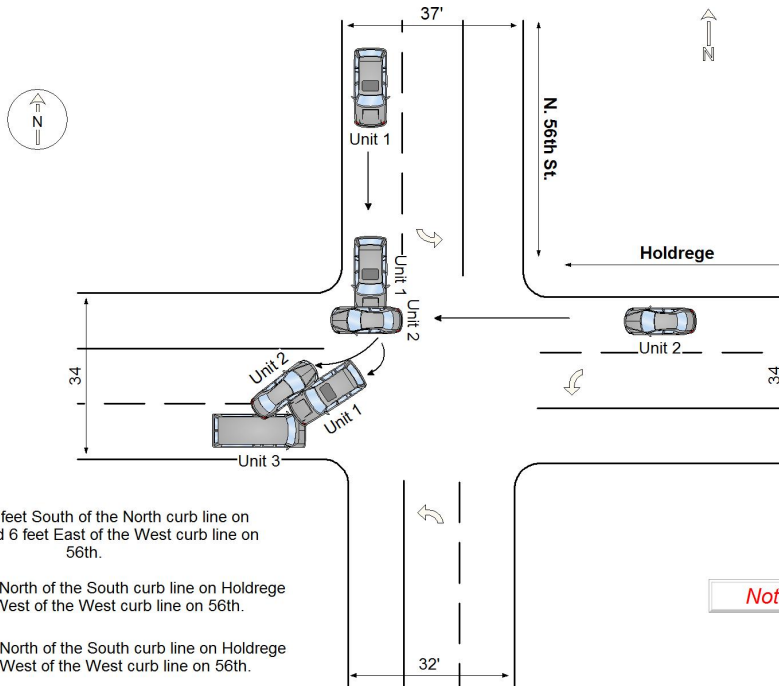 37'
N
N
Unit 1
N. 56th St.
Holdrege
Unit 1
Unit 2
Unit 2
34
34
Unit 2
Unit 1
Unit 3
feet South of the North curb line on
6 feet East of the West curb line on
56th.
North of the South curb line on Holdrege
West of the West curb line on 56th.
North of the South curb line on Holdrege
West of the West curb line on 56th.
Not
32'